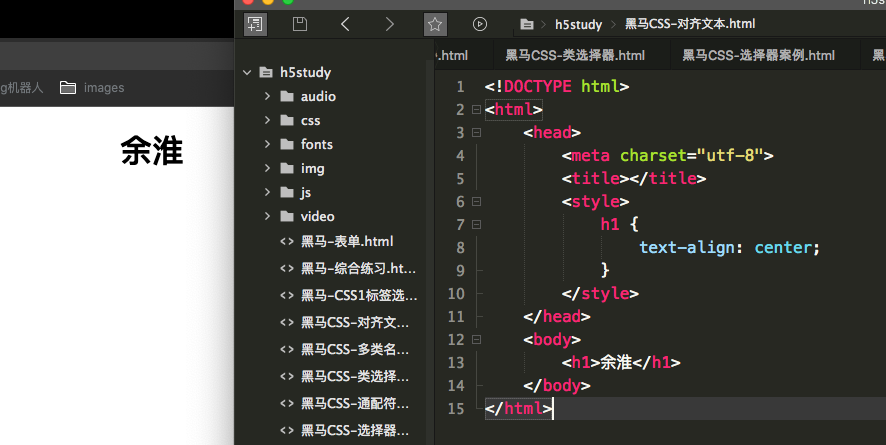 h5s
h5study
黑马CSS-对齐文本.html
.html
黑马CSS-类选择器.html
黑马CSS-选择器案例.html
黑
g机器人
images
余淮
h5study
audio
css
fonts
img
js
video
黑马-表单.html
黑马-综合练习.ht...
黑马-CSS1标签选...
黑马CSS-对齐文...
黑马CSS-多类名...
黑马CSS-类选择...
黑马CSS-通配符...
黑马CSS-选择器...
1 <!DOCTYPE html>
2 <html>
3 <head>
4 <meta charset="utf-8">
5 <title></title>
6 <style>
7 h1 {
8 text-align: center;
9 }
10 </style>
11 </head>
12 <body>
13 <h1>余淮</h1>
14 </body>
15 </html>